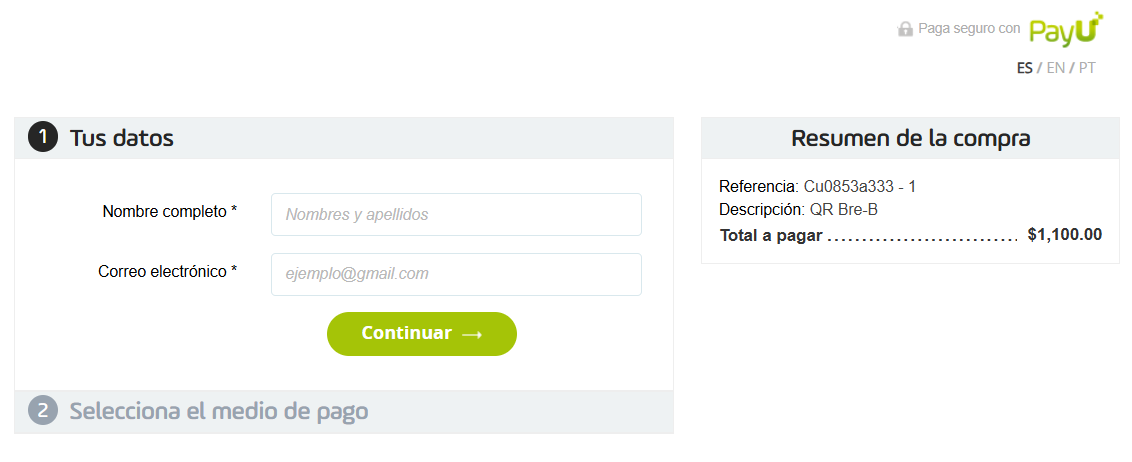 Paga seguro con PayU
ES / EN / PT
1 Tus datos
Nombre completo * Nombres y apellidos
Correo electrónico * ejemplo@gmail.com
Continuar →
2 Selecciona el medio de pago
Resumen de la compra
Referencia: Cu0853a333 - 1
Descripción: QR Bre-B
Total a pagar ............................ $1,100.00